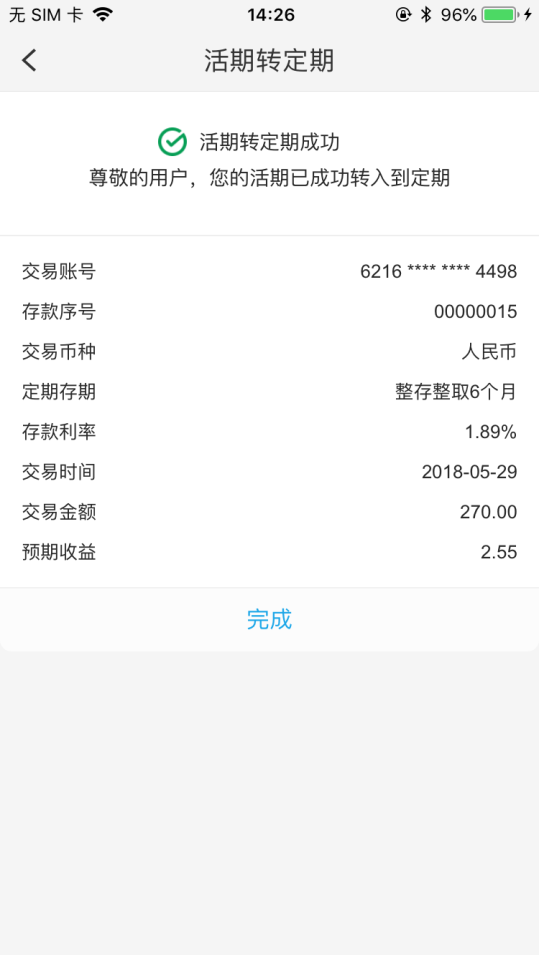 无 SIM 卡 14:26 96%
活期转定期
活期转定期成功
尊敬的用户，您的活期已成功转入到定期
交易账号 6216 **** **** 4498
存款序号 00000015
交易币种 人民币
定期存期 整存整取6个月
存款利率 1.89%
交易时间 2018-05-29
交易金额 270.00
预期收益 2.55
完成